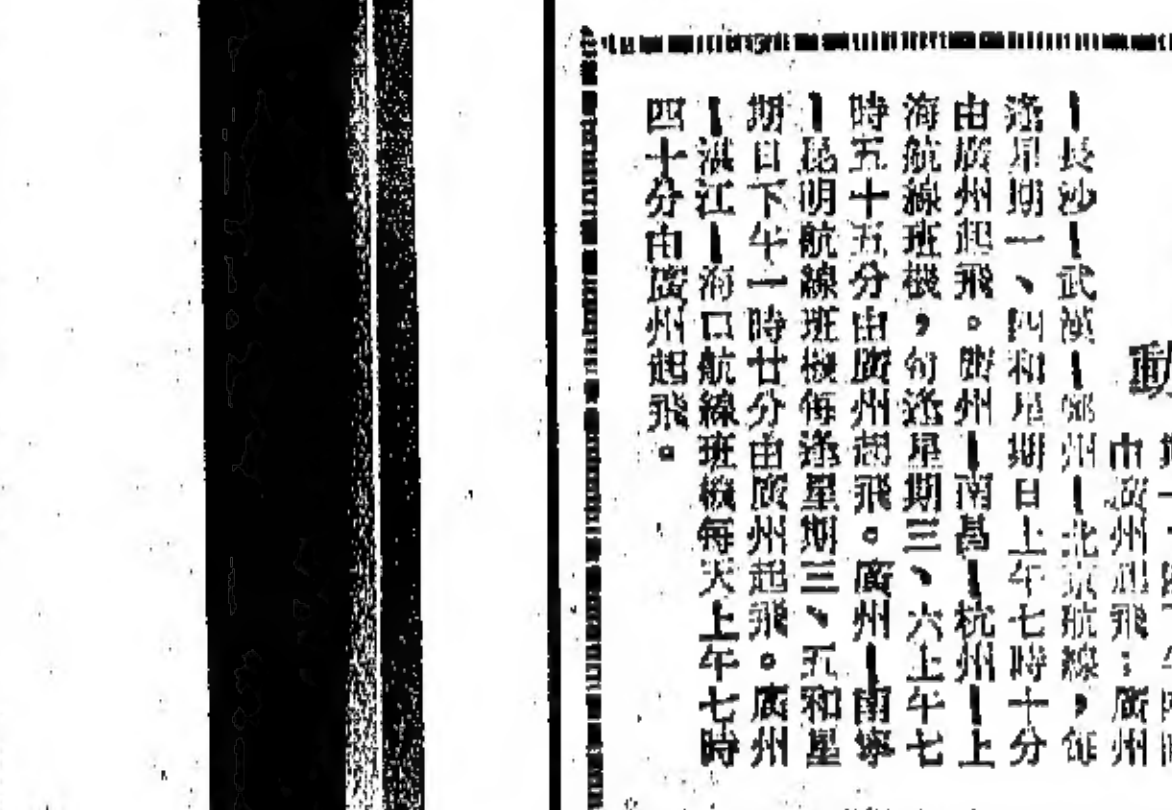 動
由廣州起飛；廣州
｜長沙｜武漢｜鄭州｜北京航線，每
逢星期一、四和星期日上午七時十分
由廣州起飛。廣州｜南昌｜杭州｜上
海航線班機，每逢星期三、六上午七
時五十五分由廣州起飛。廣州｜南寧
｜昆明航線班機每逢星期三、五和星
期日下午一時廿分由廣州起飛。廣州
｜湛江｜海口航線班機每天上午七時
四十分由廣州起飛。